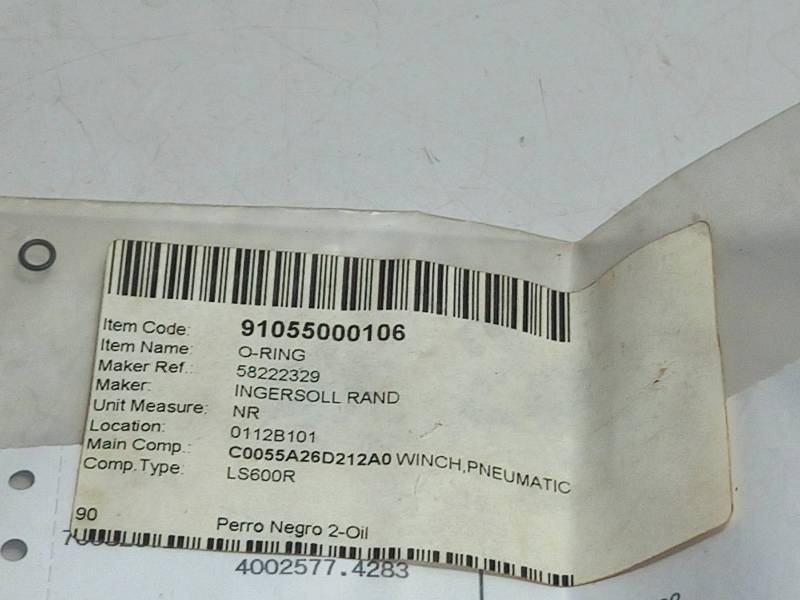 Item Code: 91055000106
Item Name: O-RING
Maker Ref.: 58222329
Maker: INGERSOLL RAND
Unit Measure: NR
Location: 0112B101
Main Comp.: C0055A26D212A0 WINCH,PNEUMATIC
Comp.Type: LS600R
90 Perro Negro 2-Oil
4002577.4283